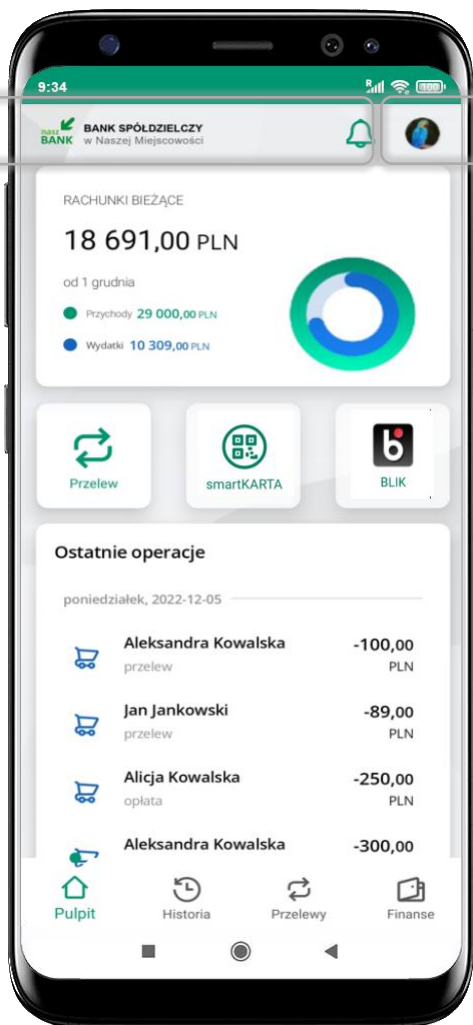 9:34
R
100
nasz
BANK
BANK SPÓŁDZIELCZY
w Naszej Miejscowości
RACHUNKI BIEŻĄCE
18 691,00 PLN
od 1 grudnia
Przychody 29 000,00 PLN
Wydatki 10 309,00 PLN
Przelew
smartKARTA
BLIK
Ostatnie operacje
poniedziałek, 2022-12-05
Aleksandra Kowalska -100,00
przelew PLN
Jan Jankowski -89,00
przelew PLN
Alicja Kowalska -250,00
opłata PLN
Aleksandra Kowalska -300,00
Pulpit
Historia
Przelewy
Finanse